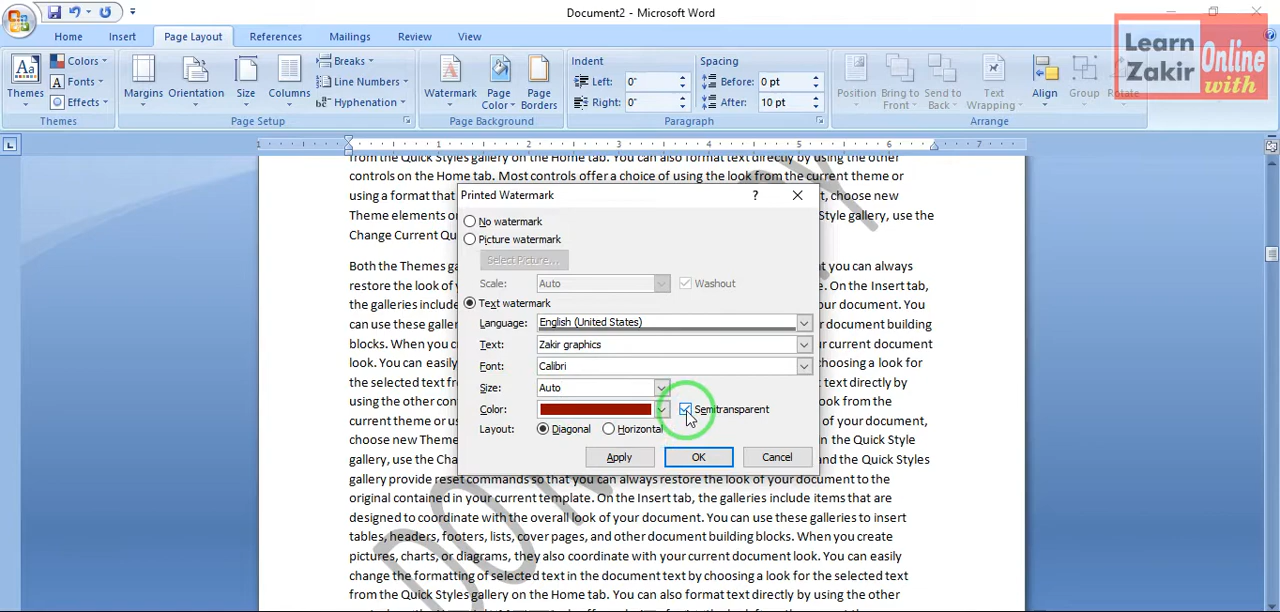 Document2 - Microsoft Word
Home Insert Page Layout References Mailings Review View
Learn Online
Zakir with
Themes Colors Fonts Effects
Margins Orientation Size Columns Breaks Line Numbers Hyphenation
Watermark Page Color Page Borders
Indent Left: 0" Right: 0"
Spacing Before: 0 pt After: 10 pt
Position Bring to Front Send to Back Text Wrapping Align Group Rotate
Themes Page Setup Page Background Paragraph Arrange
1 1 2 3 4 5 6 7
from the Quick Styles gallery on the Home tab. You can also format text directly by using the other
controls on the Home tab. Most controls offer a choice of using the look from the current theme or
using a format that
Theme elements Style gallery, use the
Change Current Qu
Printed Watermark ?
No watermark
Picture watermark
Select Picture...
Scale: Auto Washout
Text watermark
Language: English (United States)
Text: Zakir graphics
Font: Calibri
Size: Auto
Color: Semitransparent
Layout: Diagonal Horizontal
Apply OK Cancel
Both the Themes ga t you can always
restore the look of y . On the Insert tab,
the galleries include our document. You
can use these galler document building
blocks. When you c r current document
look. You can easily choosing a look for
the selected text fr t directly by
using the other con
current theme or u
choose new Theme
gallery, use the Cha and the Quick Styles
gallery provide reset commands so that you can always restore the look of your document to the
original contained in your current template. On the Insert tab, the galleries include items that are
designed to coordinate with the overall look of your document. You can use these galleries to insert
tables, headers, footers, lists, cover pages, and other document building blocks. When you create
pictures, charts, or diagrams, they also coordinate with your current document look. You can easily
change the formatting of selected text in the document text by choosing a look for the selected text
from the Quick Styles gallery on the Home tab. You can also format text directly by using the other